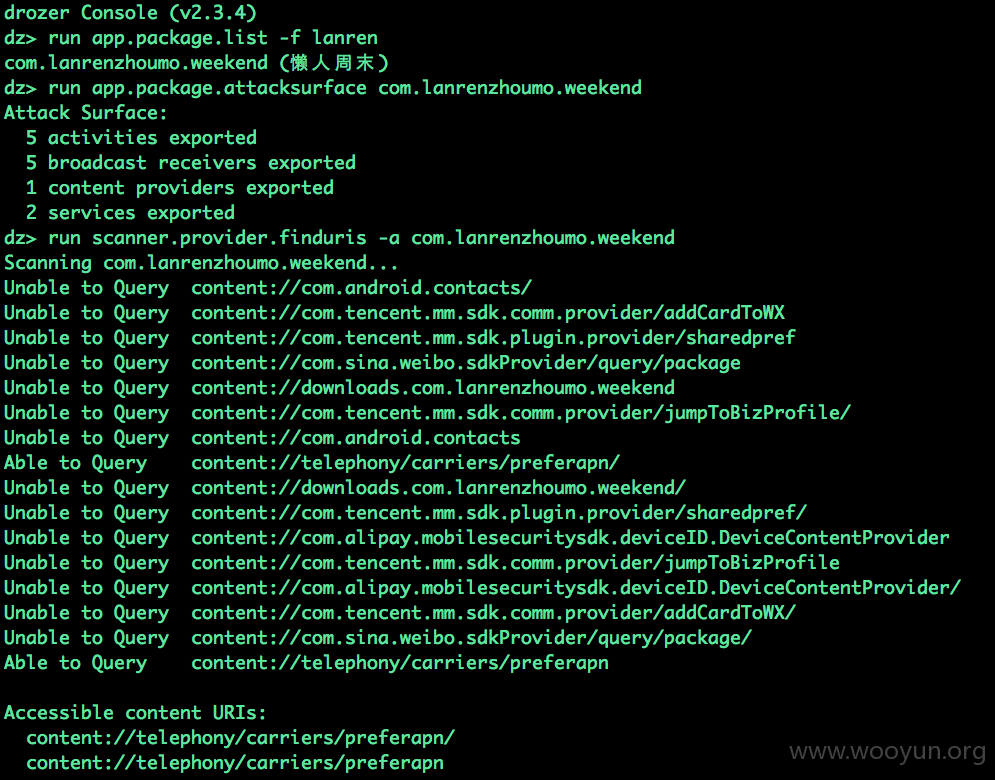 drozer Console (v2.3.4)
dz> run app.package.list -f lanren
com.lanrenzhoumo.weekend (懒人周末)
dz> run app.package.attacksurface com.lanrenzhoumo.weekend
Attack Surface:
  5 activities exported
  5 broadcast receivers exported
  1 content providers exported
  2 services exported
dz> run scanner.provider.finduris -a com.lanrenzhoumo.weekend
Scanning com.lanrenzhoumo.weekend...
Unable to Query  content://com.android.contacts/
Unable to Query  content://com.tencent.mm.sdk.comm.provider/addCardToWX
Unable to Query  content://com.tencent.mm.sdk.plugin.provider/sharedpref
Unable to Query  content://com.sina.weibo.sdkProvider/query/package
Unable to Query  content://downloads.com.lanrenzhoumo.weekend
Unable to Query  content://com.tencent.mm.sdk.comm.provider/jumpToBizProfile/
Unable to Query  content://com.android.contacts
Able to Query    content://telephony/carriers/preferapn/
Unable to Query  content://downloads.com.lanrenzhoumo.weekend/
Unable to Query  content://com.tencent.mm.sdk.plugin.provider/sharedpref/
Unable to Query  content://com.alipay.mobilesecuritysdk.deviceID.DeviceContentProvider
Unable to Query  content://com.tencent.mm.sdk.comm.provider/jumpToBizProfile
Unable to Query  content://com.alipay.mobilesecuritysdk.deviceID.DeviceContentProvider/
Unable to Query  content://com.tencent.mm.sdk.comm.provider/addCardToWX/
Unable to Query  content://com.sina.weibo.sdkProvider/query/package/
Able to Query    content://telephony/carriers/preferapn

Accessible content URIs:
  content://telephony/carriers/preferapn/
  content://telephony/carriers/preferapn
www.wooyun.org